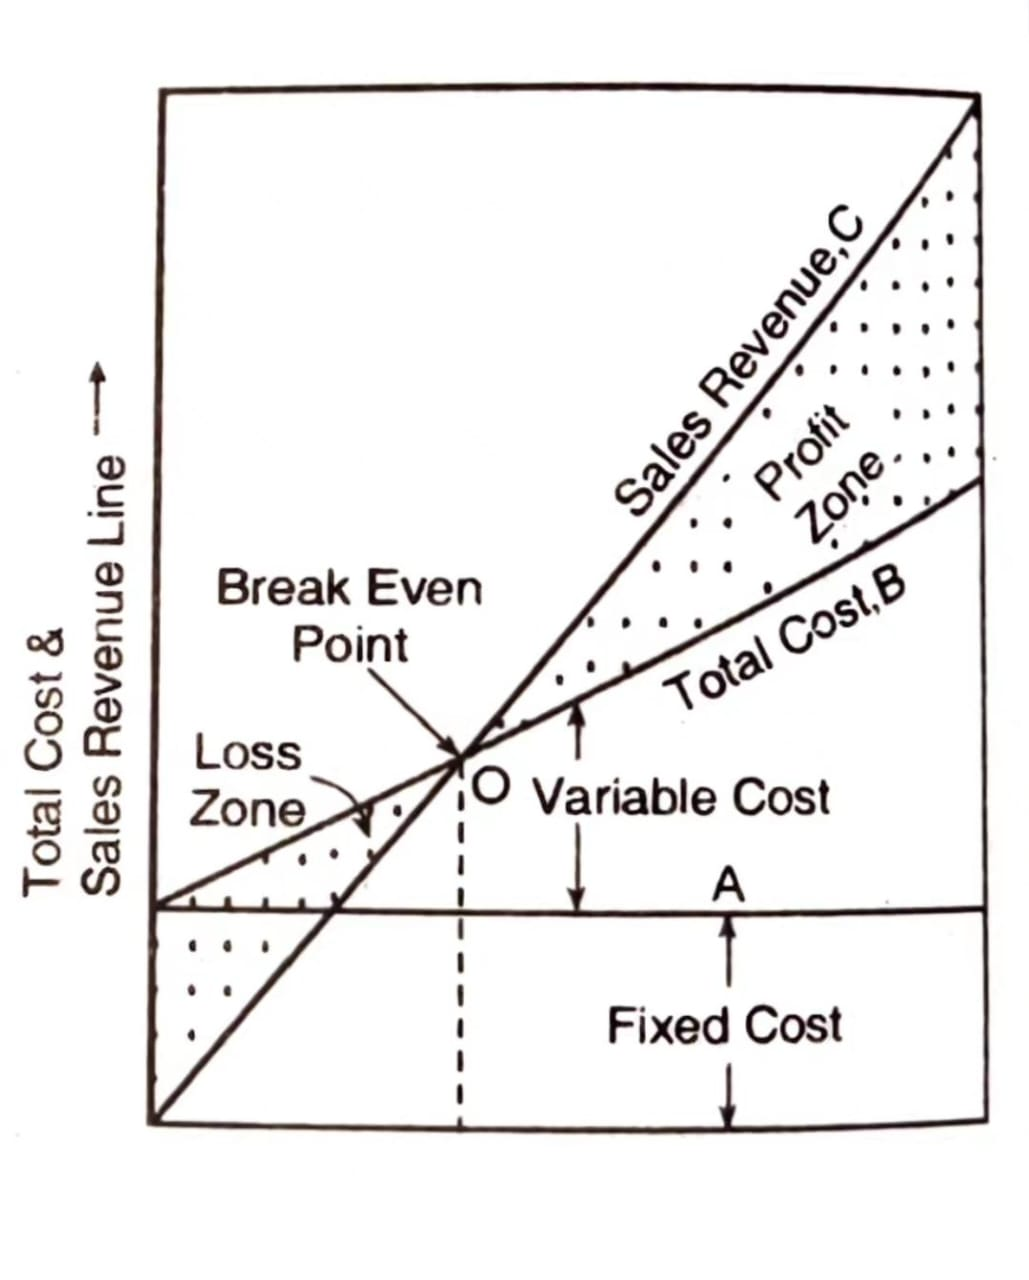 Total Cost &
Sales Revenue Line
Sales Revenue, C
Profit
Zone
Break Even
Point
Total Cost, B
Loss
Zone
O
Variable Cost
A
Fixed Cost